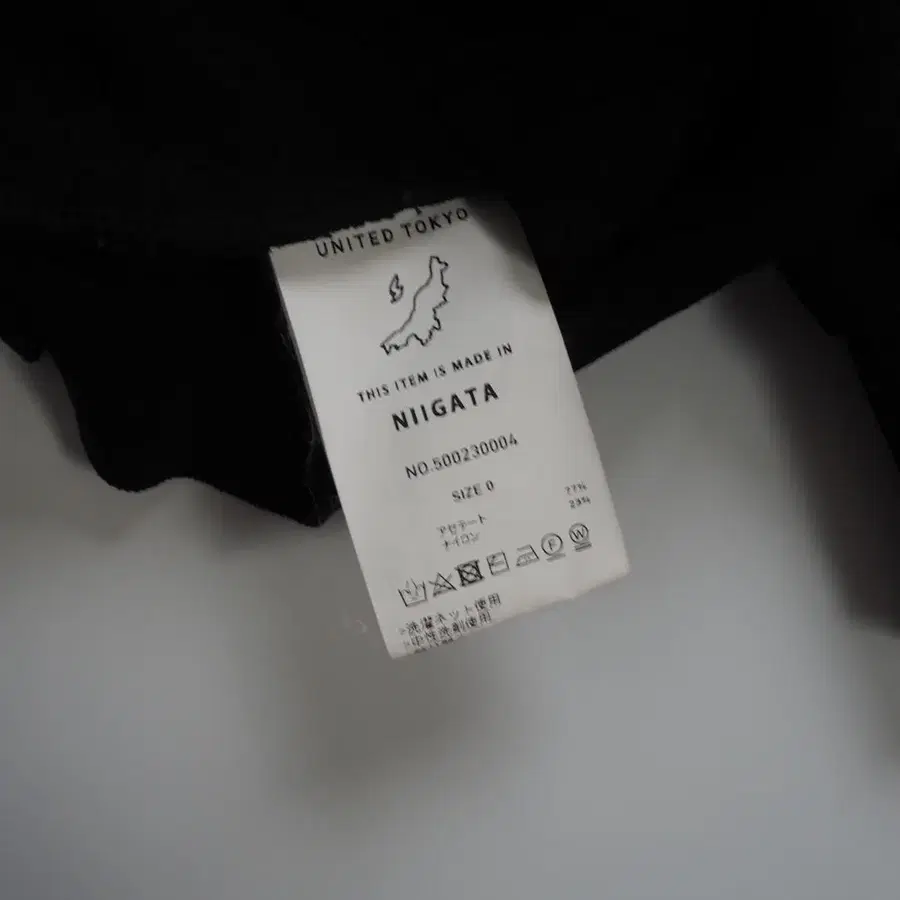 UNITED TOKYO
THIS ITEM IS MADE IN
NIIGATA
NO.500230004
SIZE 0
アセテート 77%
ナイロン 23%
F W
>洗濯ネット使用
>中性洗剤使用